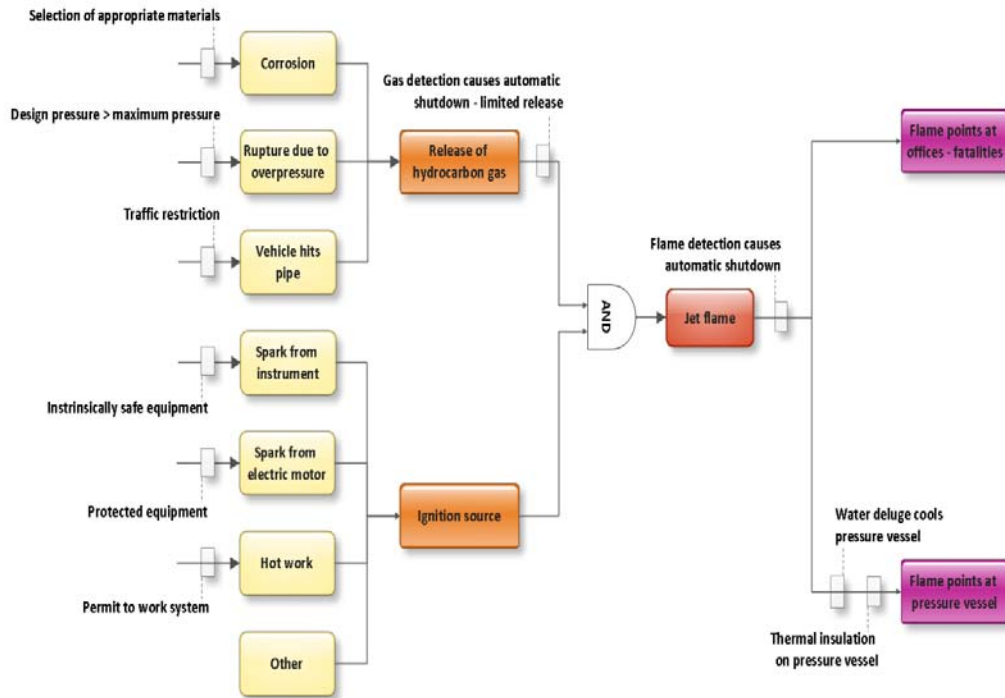 Selection of appropriate materials
Corrosion
Design pressure > maximum pressure
Rupture due to
overpressure
Traffic restriction
Vehicle hits
pipe
Gas detection causes automatic
shutdown - limited release
Release of
hydrocarbon gas
Spark from
instrument
Instrinsically safe equipment
Spark from
electric motor
Protected equipment
Hot work
Permit to work system
Other
Ignition source
AND
Flame detection causes
automatic shutdown
Jet flame
Flame points at
offices - fatalities
Water deluge cools
pressure vessel
Flame points at
pressure vessel
Thermal insulation
on pressure vessel